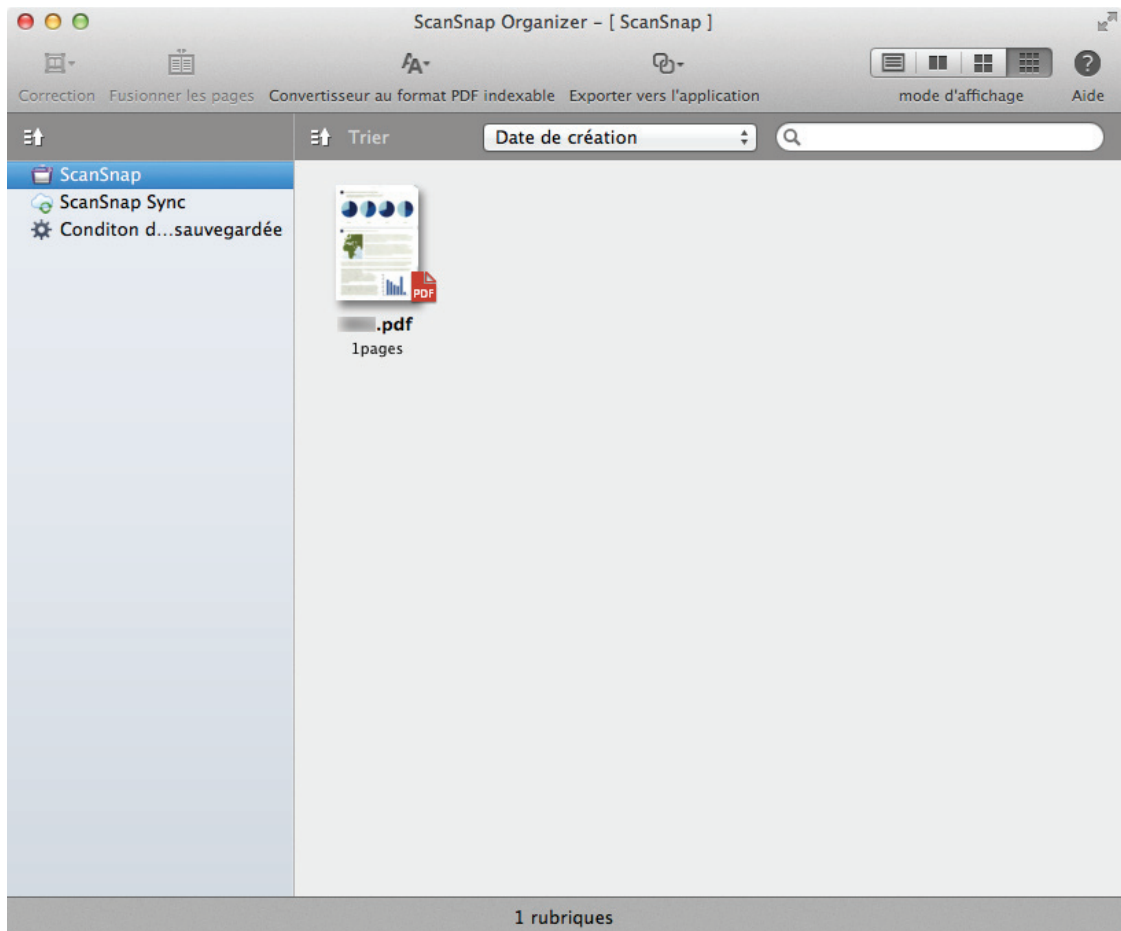 ScanSnap Organizer – [ ScanSnap ]
Correction Fusionner les pages Convertisseur au format PDF indexable Exporter vers l'application mode d'affichage Aide
Trier Date de création
ScanSnap
ScanSnap Sync
Conditon d...sauvegardée
PDF
.pdf
1pages
1 rubriques